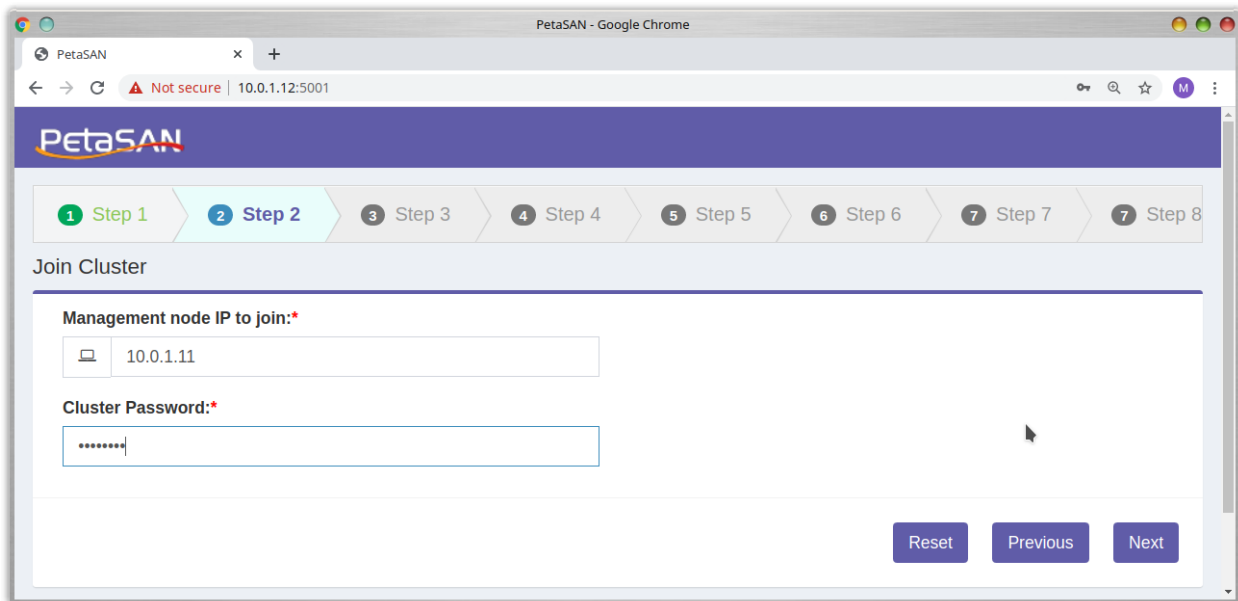 PetaSAN - Google Chrome
PetaSAN
Not secure | 10.0.1.12:5001
M
PetaSAN
1 Step 1 2 Step 2 3 Step 3 4 Step 4 5 Step 5 6 Step 6 7 Step 7 7 Step 8
Join Cluster
Management node IP to join:*
10.0.1.11
Cluster Password:*
••••••••
Reset Previous Next